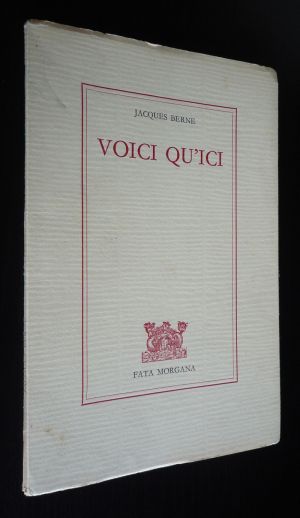 JACQUES BERNE
VOICI QU'ICI
FATA MORGANA